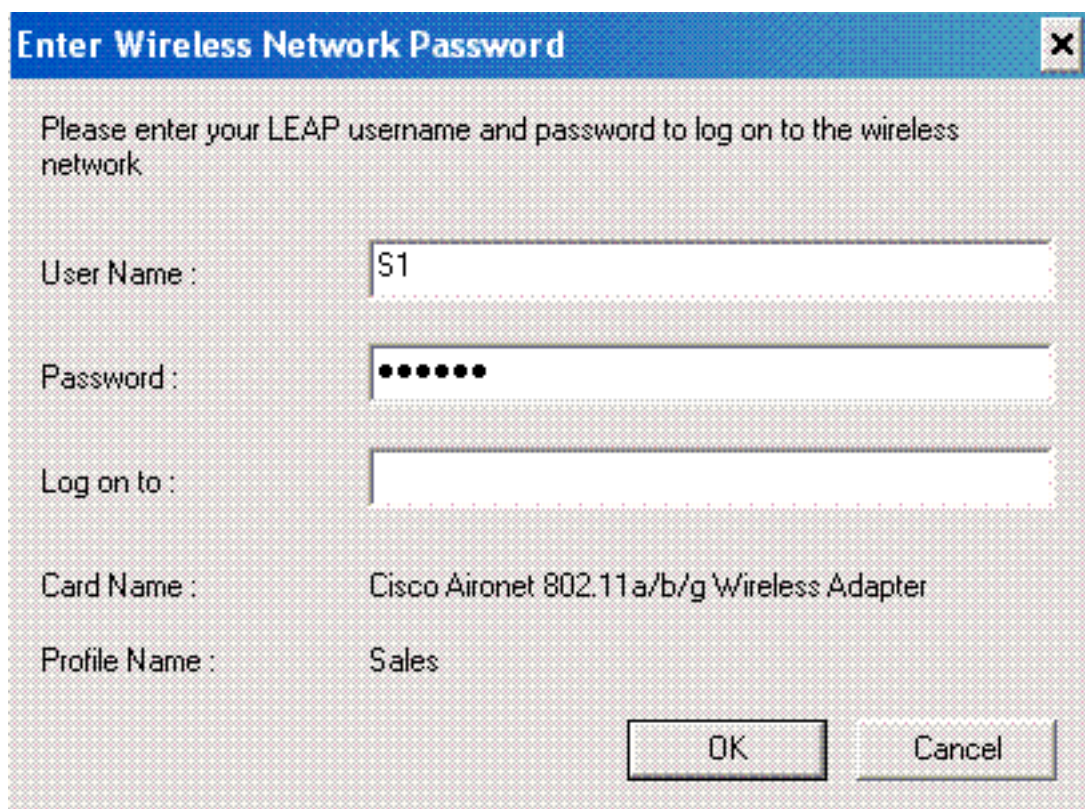 Enter Wireless Network Password
Please enter your LEAP username and password to log on to the wireless
network
User Name : S1
Password : ••••••
Log on to :
Card Name : Cisco Aironet 802.11a/b/g Wireless Adapter
Profile Name : Sales
OK Cancel